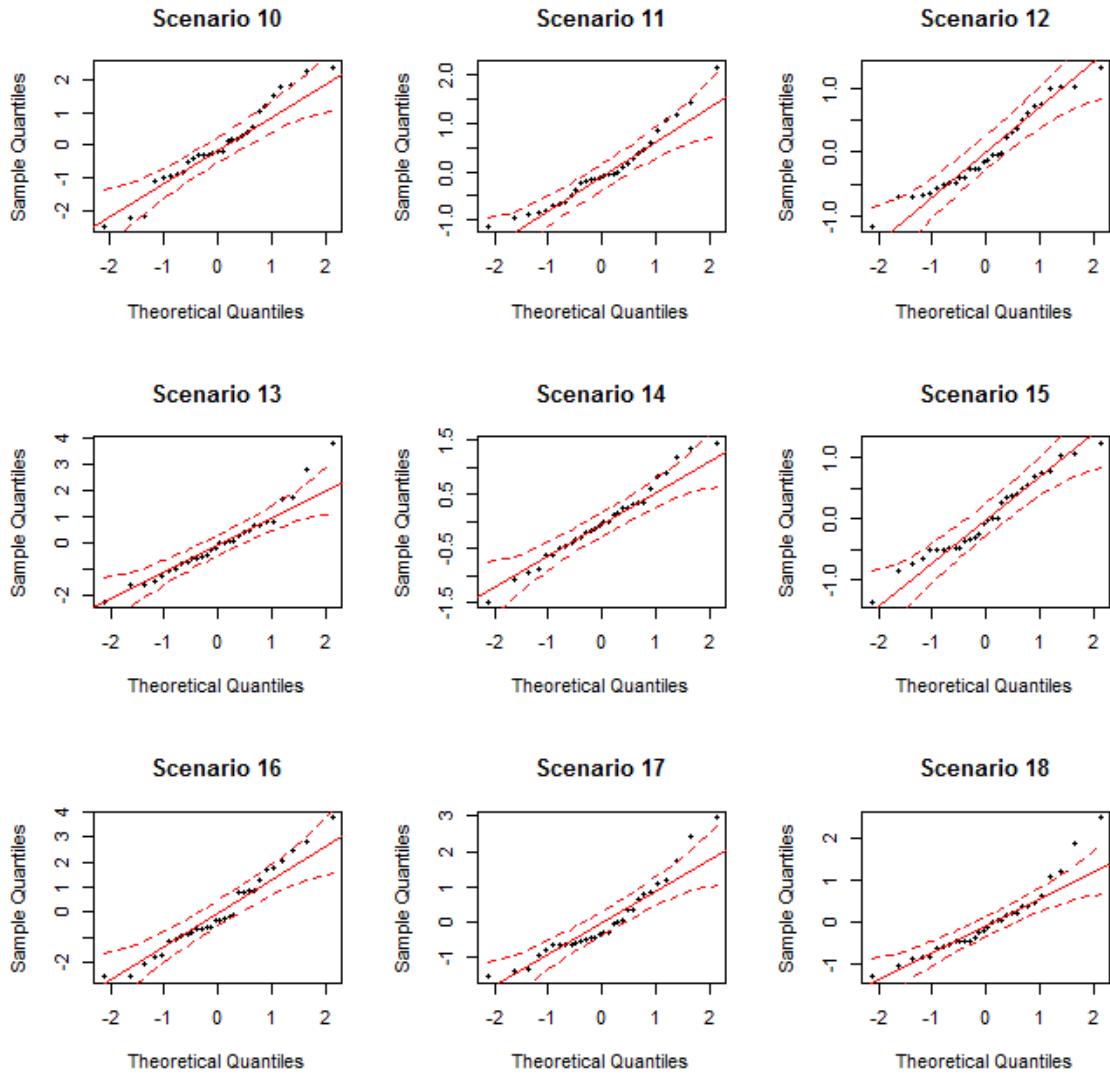 Scenario 10
Scenario 11
Scenario 12
Sample Quantiles
2
1
0
-1
-2
Sample Quantiles
2.0
1.0
0.0
-1.0
Sample Quantiles
1.0
0.0
-1.0
-2 -1 0 1 2
-2 -1 0 1 2
-2 -1 0 1 2
Theoretical Quantiles
Theoretical Quantiles
Theoretical Quantiles
Scenario 13
Scenario 14
Scenario 15
Sample Quantiles
4
3
2
1
0
-2
Sample Quantiles
1.5
0.5
-0.5
-1.5
Sample Quantiles
1.0
0.0
-1.0
-2 -1 0 1 2
-2 -1 0 1 2
-2 -1 0 1 2
Theoretical Quantiles
Theoretical Quantiles
Theoretical Quantiles
Scenario 16
Scenario 17
Scenario 18
Sample Quantiles
4
3
2
1
0
-2
Sample Quantiles
3
2
1
0
-1
Sample Quantiles
2
1
0
-1
-2 -1 0 1 2
-2 -1 0 1 2
-2 -1 0 1 2
Theoretical Quantiles
Theoretical Quantiles
Theoretical Quantiles